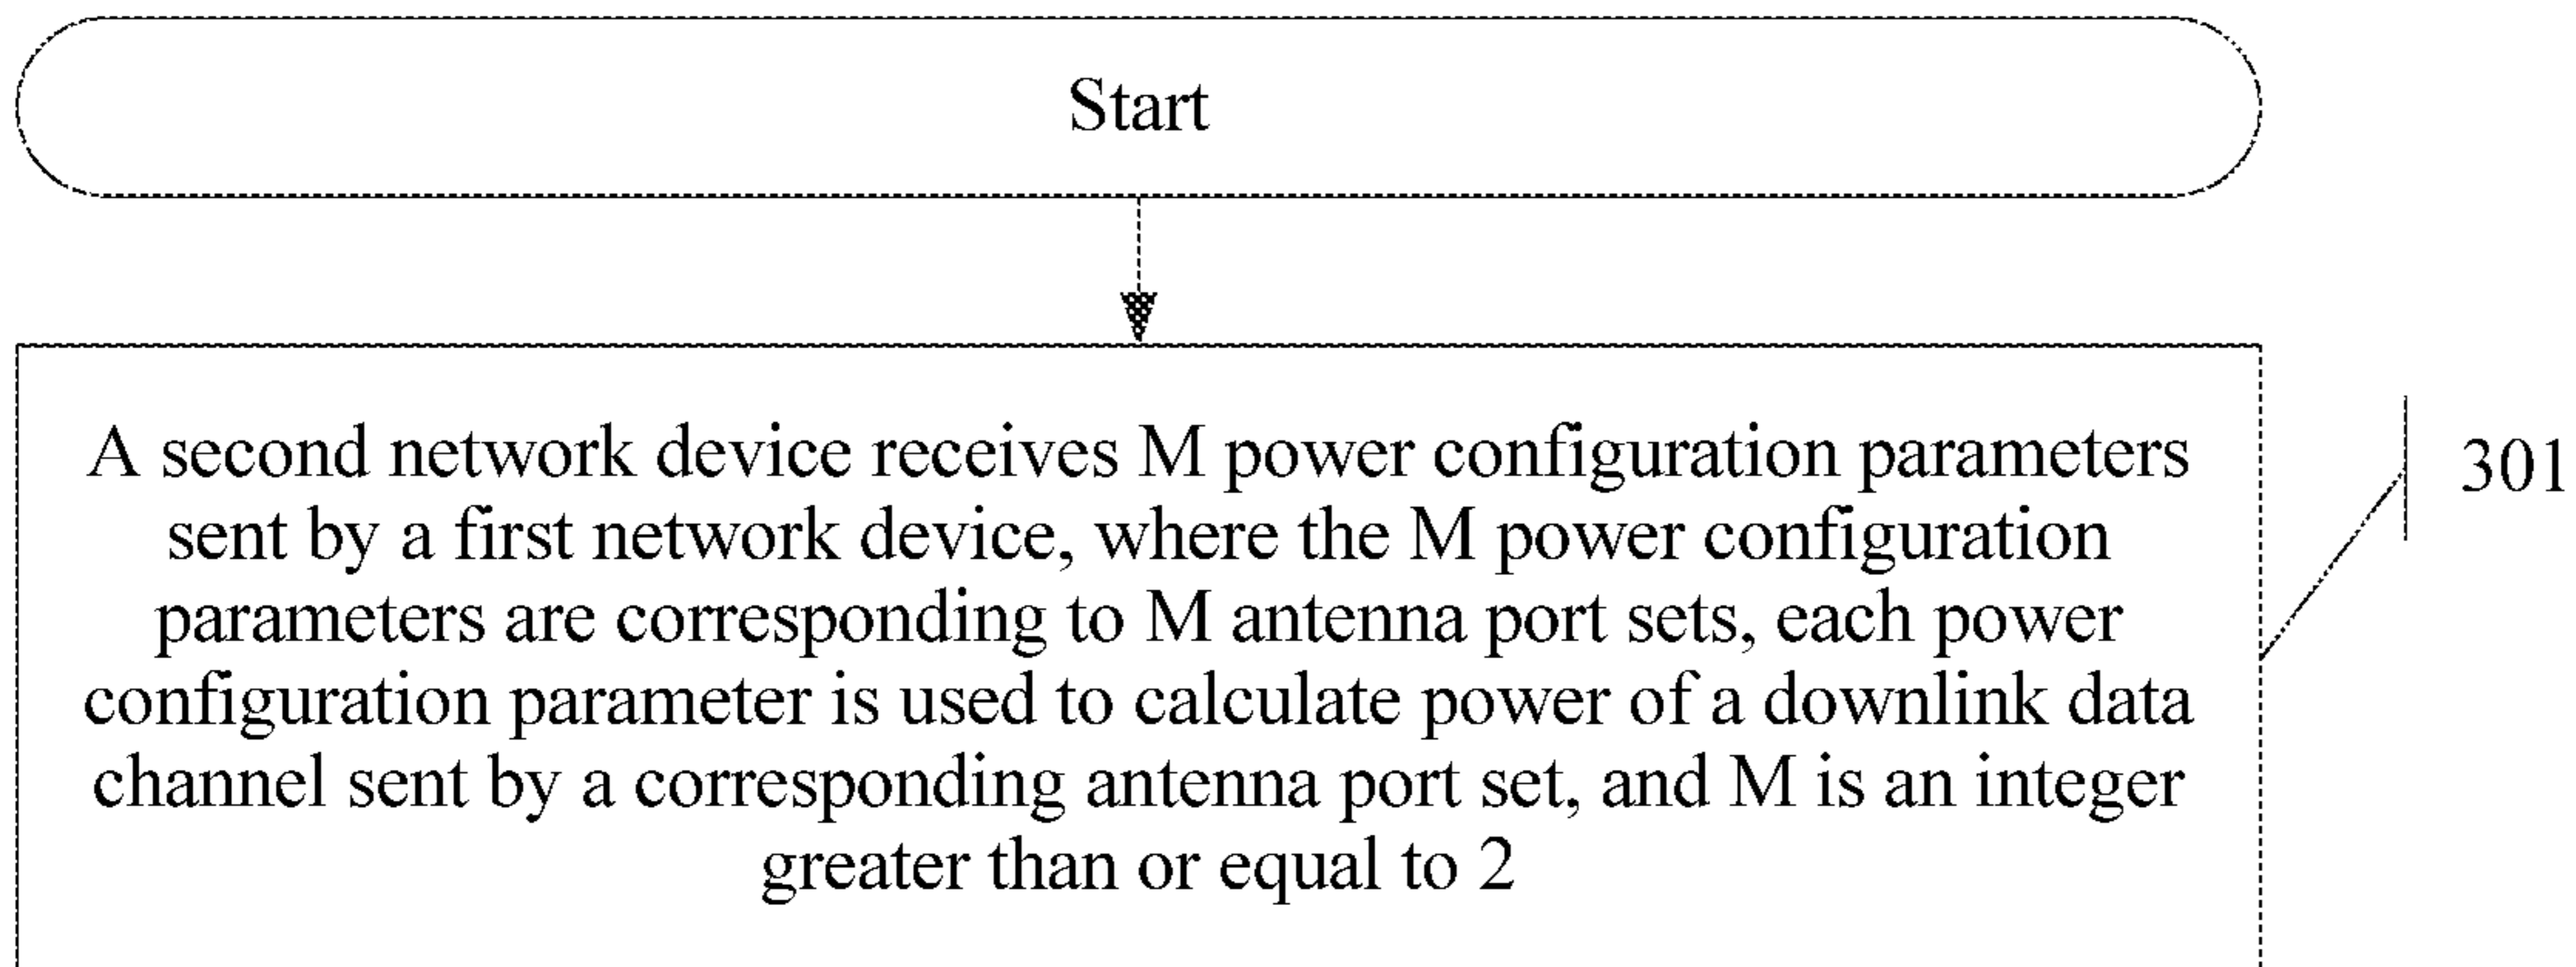 Start
A second network device receives M power configuration parameters
sent by a first network device, where the M power configuration
parameters are corresponding to M antenna port sets, each power
configuration parameter is used to calculate power of a downlink data
channel sent by a corresponding antenna port set, and M is an integer
greater than or equal to 2
301